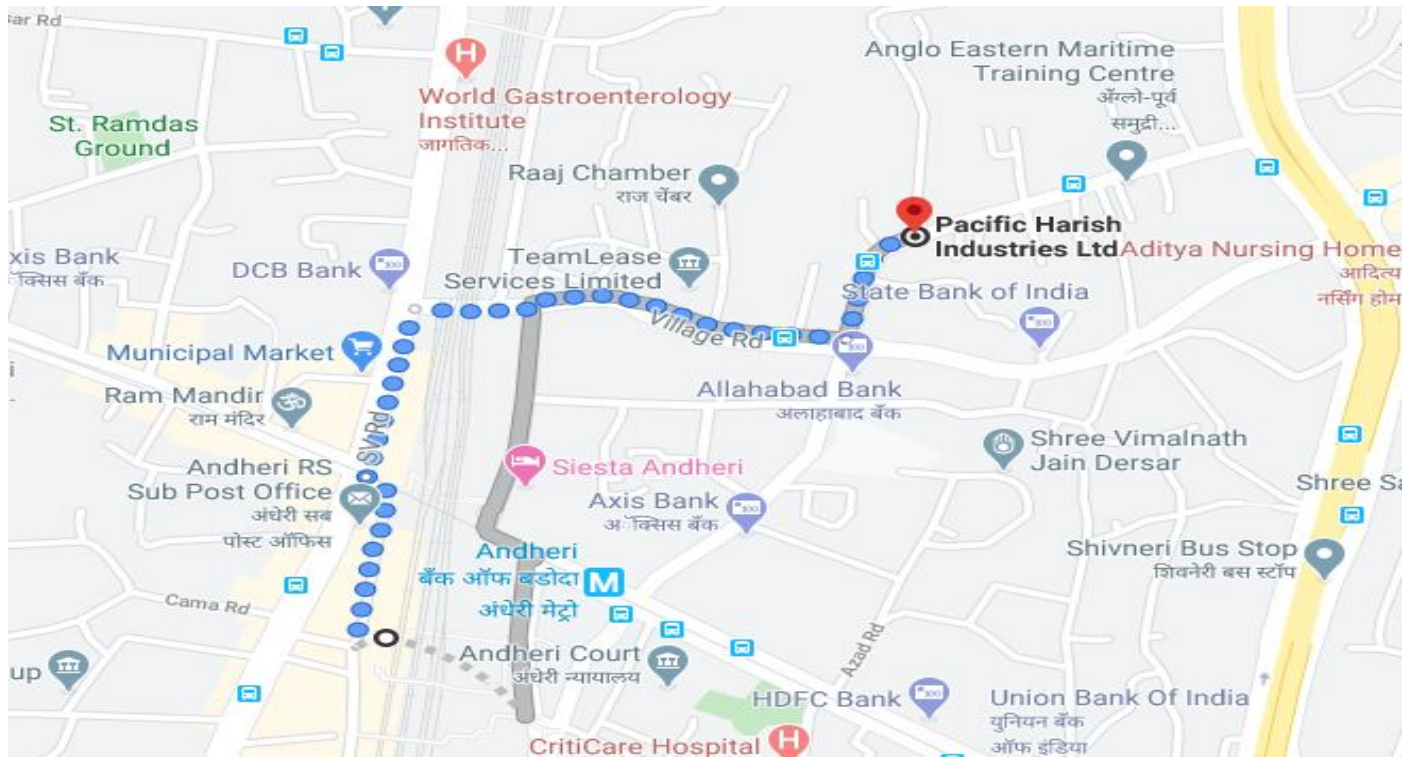 Bar Rd
World Gastroenterology
Institute
जागतिक...
St. Ramdas
Ground
Anglo Eastern Maritime
Training Centre
अँग्लो-पूर्व
समुद्री...
Raaj Chamber
राज चेंबर
Pacific Harish
Industries Ltd
Aditya Nursing Home
आदित्य
नर्सिंग होम
xis Bank
ॲक्सिस बँक
DCB Bank
TeamLease
Services Limited
State Bank of India
Village Rd
Municipal Market
Ram Mandir
राम मंदिर
Allahabad Bank
अलाहाबाद बँक
SV Rd
Siesta Andheri
Shree Vimalnath
Jain Dersar
Andheri RS
Sub Post Office
अंधेरी सब
पोस्ट ऑफिस
Axis Bank
अॅक्सिस बँक
Shree Sa
Andheri
बँक ऑफ बडोदा
अंधेरी मेट्रो
M
Shivneri Bus Stop
शिवनेरी बस स्टॉप
Cama Rd
up
Andheri Court
अंधेरी न्यायालय
Azad Rd
HDFC Bank
Union Bank Of India
युनियन बँक
ऑफ इंडिया
CritiCare Hospital
H
H